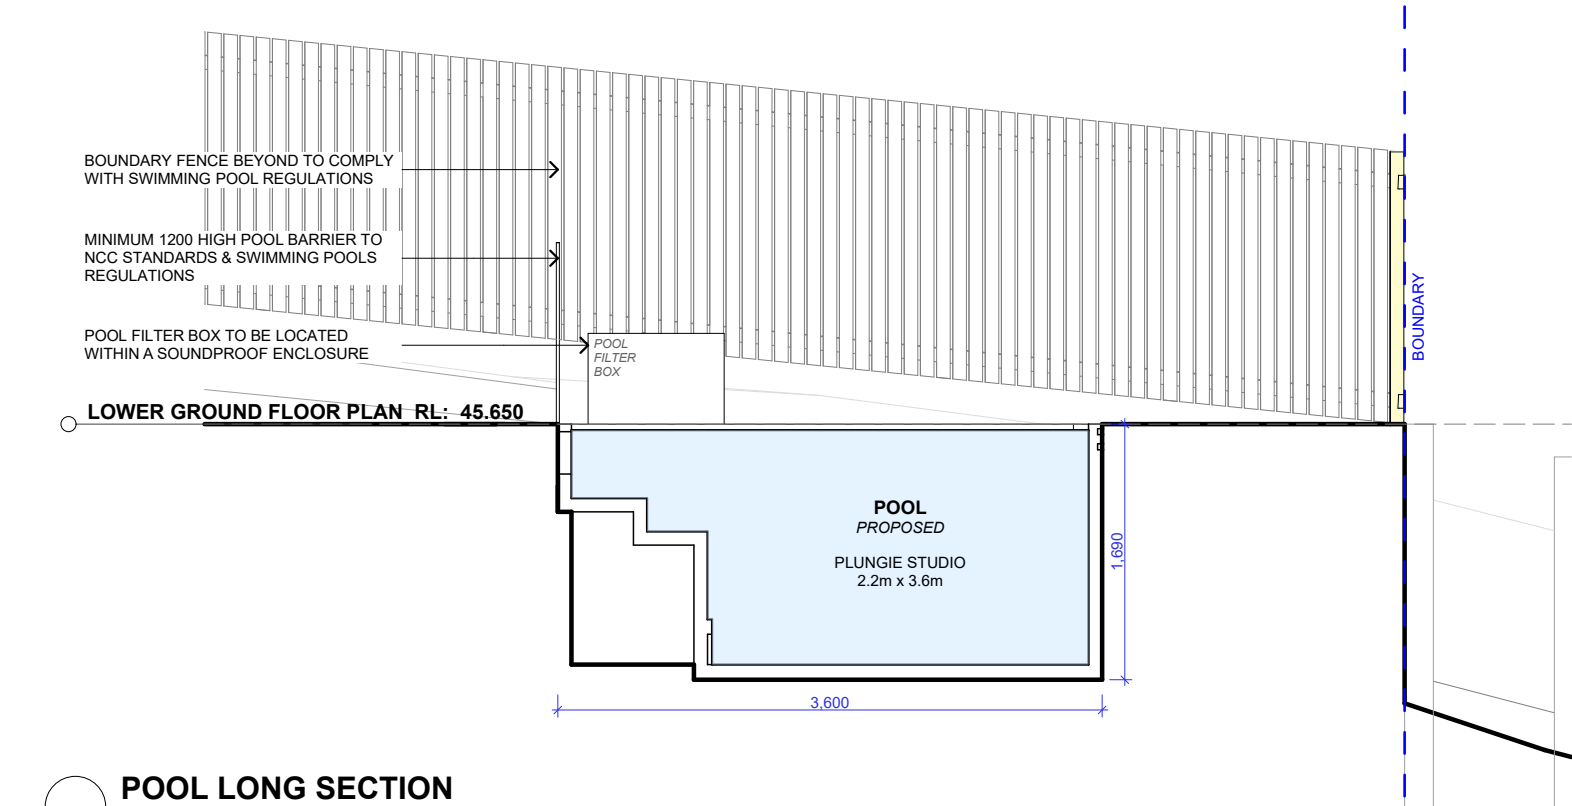 BOUNDARY FENCE BEYOND TO COMPLY
WITH SWIMMING POOL REGULATIONS
MINIMUM 1200 HIGH POOL BARRIER TO
NCC STANDARDS & SWIMMING POOLS
REGULATIONS
POOL FILTER BOX TO BE LOCATED
WITHIN A SOUNDPROOF ENCLOSURE
POOL
FILTER
BOX
BOUNDARY
LOWER GROUND FLOOR PLAN RL: 45.650
POOL
PROPOSED
PLUNGIE STUDIO
2.2m x 3.6m
1,690
3,600
POOL LONG SECTION